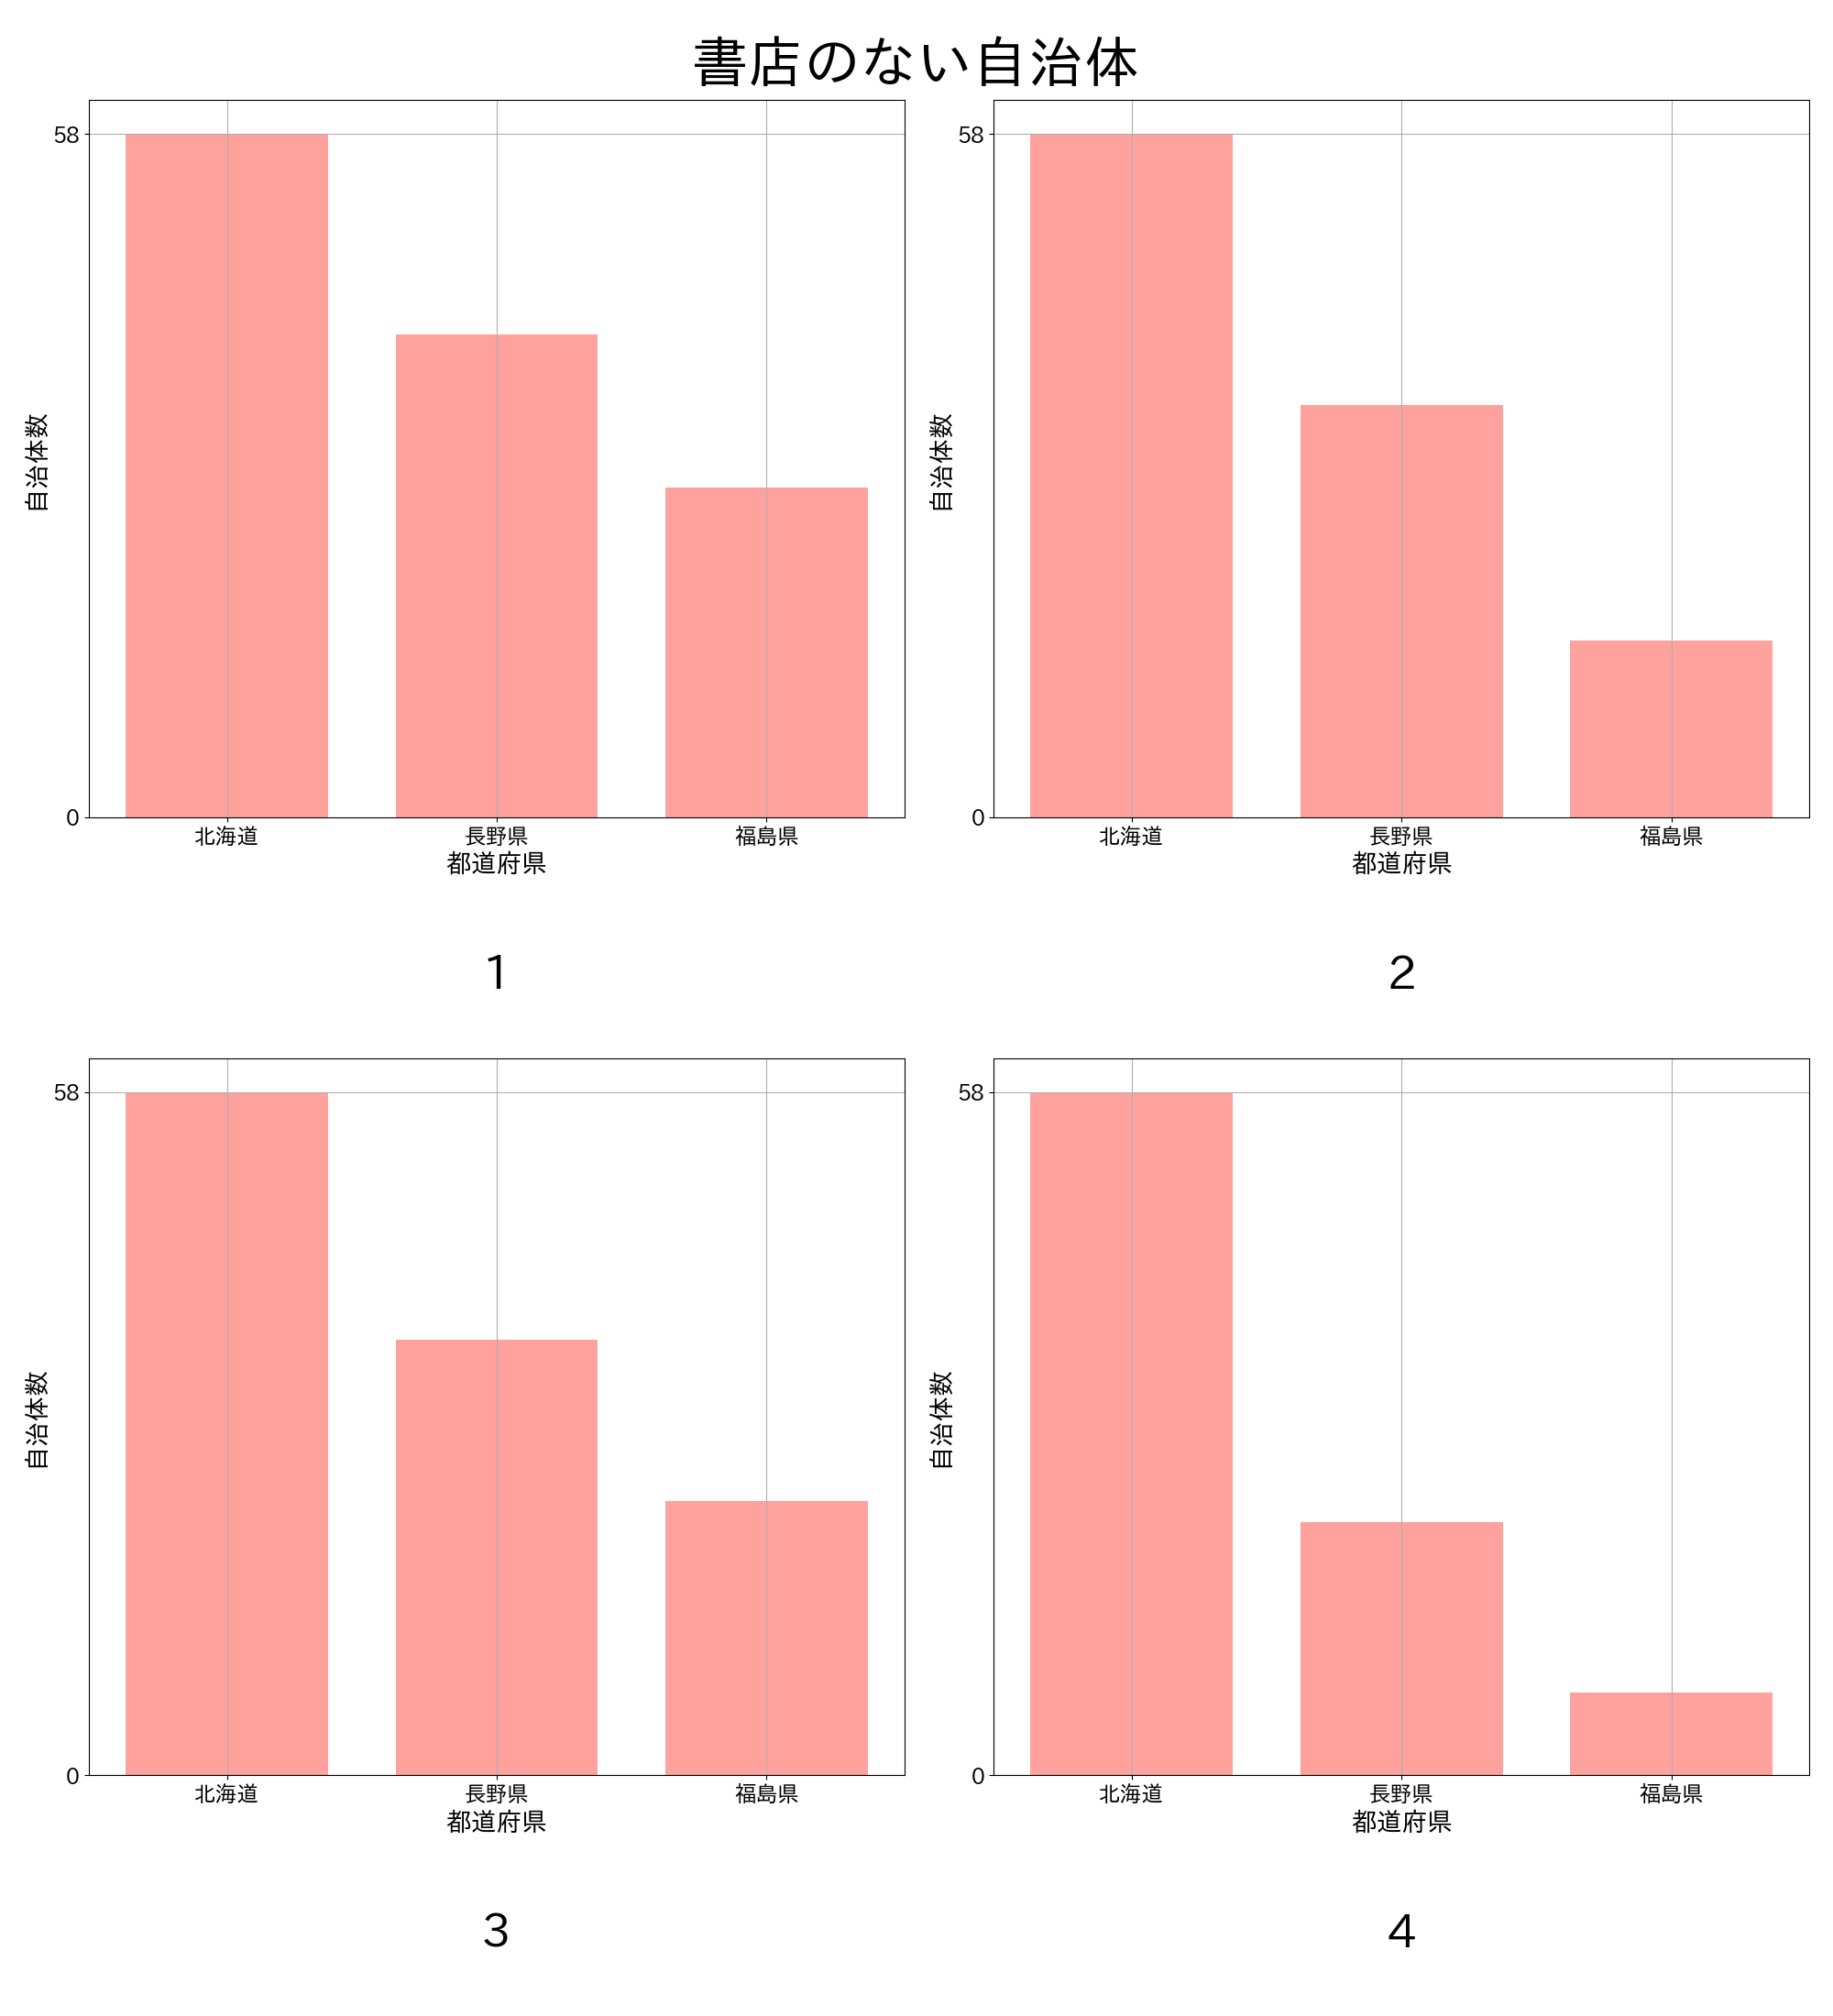 書店のない自治体
58
0
自治体数
北海道 長野県 福島県
都道府県
1
58
0
自治体数
北海道 長野県 福島県
都道府県
2
58
0
自治体数
北海道 長野県 福島県
都道府県
3
58
0
自治体数
北海道 長野県 福島県
都道府県
4